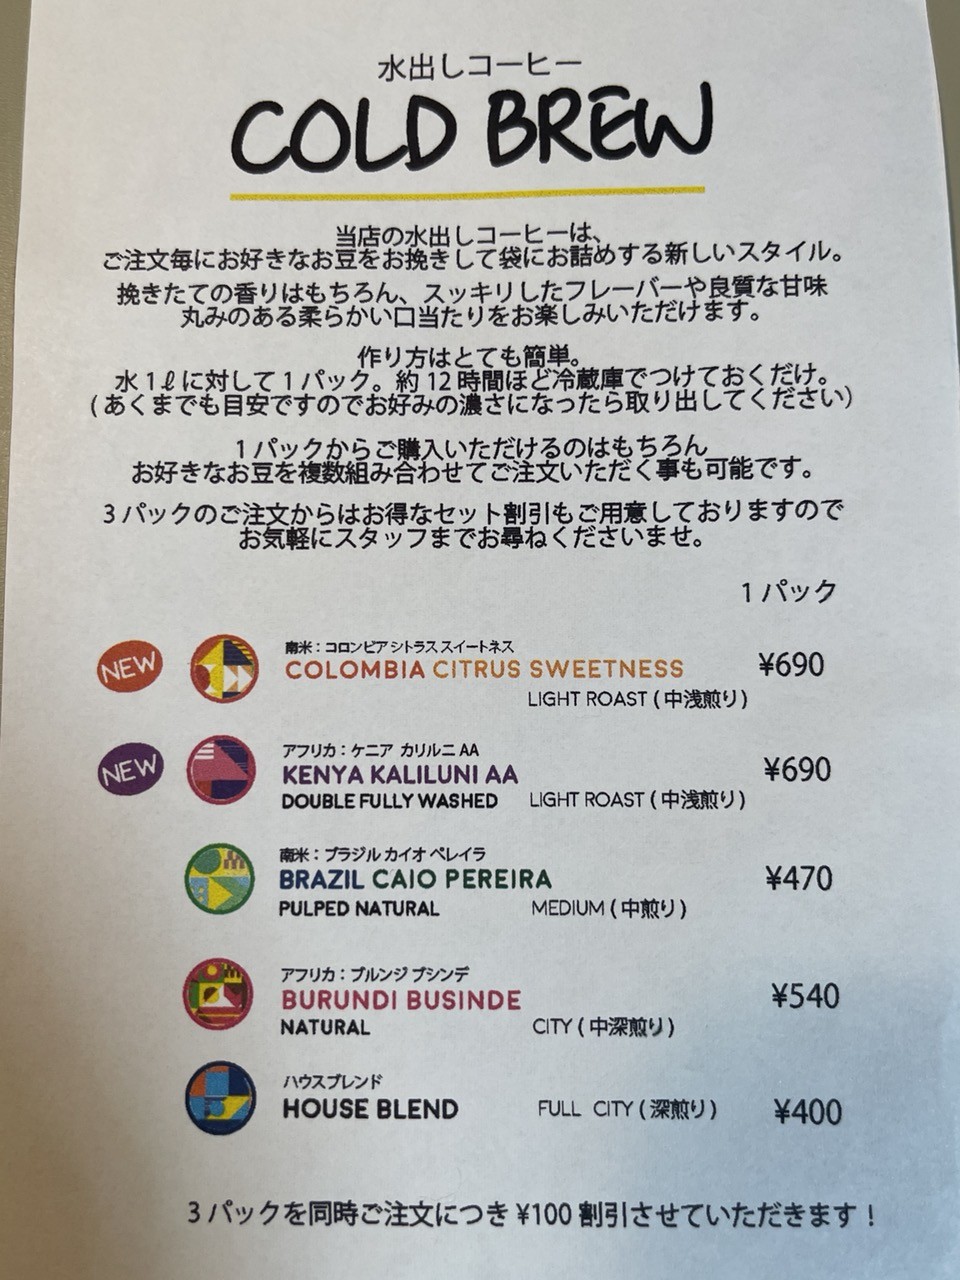 水出しコーヒー
COLD BREW
当店の水出しコーヒーは、
ご注文毎にお好きなお豆をお挽きして袋にお詰めする新しいスタイル。
挽きたての香りはもちろん、スッキリしたフレーバーや良質な甘味
丸みのある柔らかい口当たりをお楽しみいただけます。
作り方はとても簡単。
水1ℓに対して1パック。約12時間ほど冷蔵庫でつけておくだけ。
(あくまでも目安ですのでお好みの濃さになったら取り出してください)
1パックからご購入いただけるのはもちろん
お好きなお豆を複数組み合わせてご注文いただく事も可能です。
3パックのご注文からはお得なセット割引もご用意しておりますので
お気軽にスタッフまでお尋ねくださいませ。
1パック
南米:コロンビア シトラス スイートネス
NEW COLOMBIA CITRUS SWEETNESS ¥690
LIGHT ROAST (中浅煎り)
アフリカ:ケニア カリルニ AA
NEW KENYA KALILUNI AA ¥690
DOUBLE FULLY WASHED LIGHT ROAST (中浅煎り)
南米:ブラジル カイオ ペレイラ
BRAZIL CAIO PEREIRA ¥470
PULPED NATURAL MEDIUM (中煎り)
アフリカ:ブルンジ ブシンデ
BURUNDI BUSINDE ¥540
NATURAL CITY (中深煎り)
ハウスブレンド
HOUSE BLEND FULL CITY (深煎り) ¥400
3パックを同時ご注文につき¥100割引させていただきます!